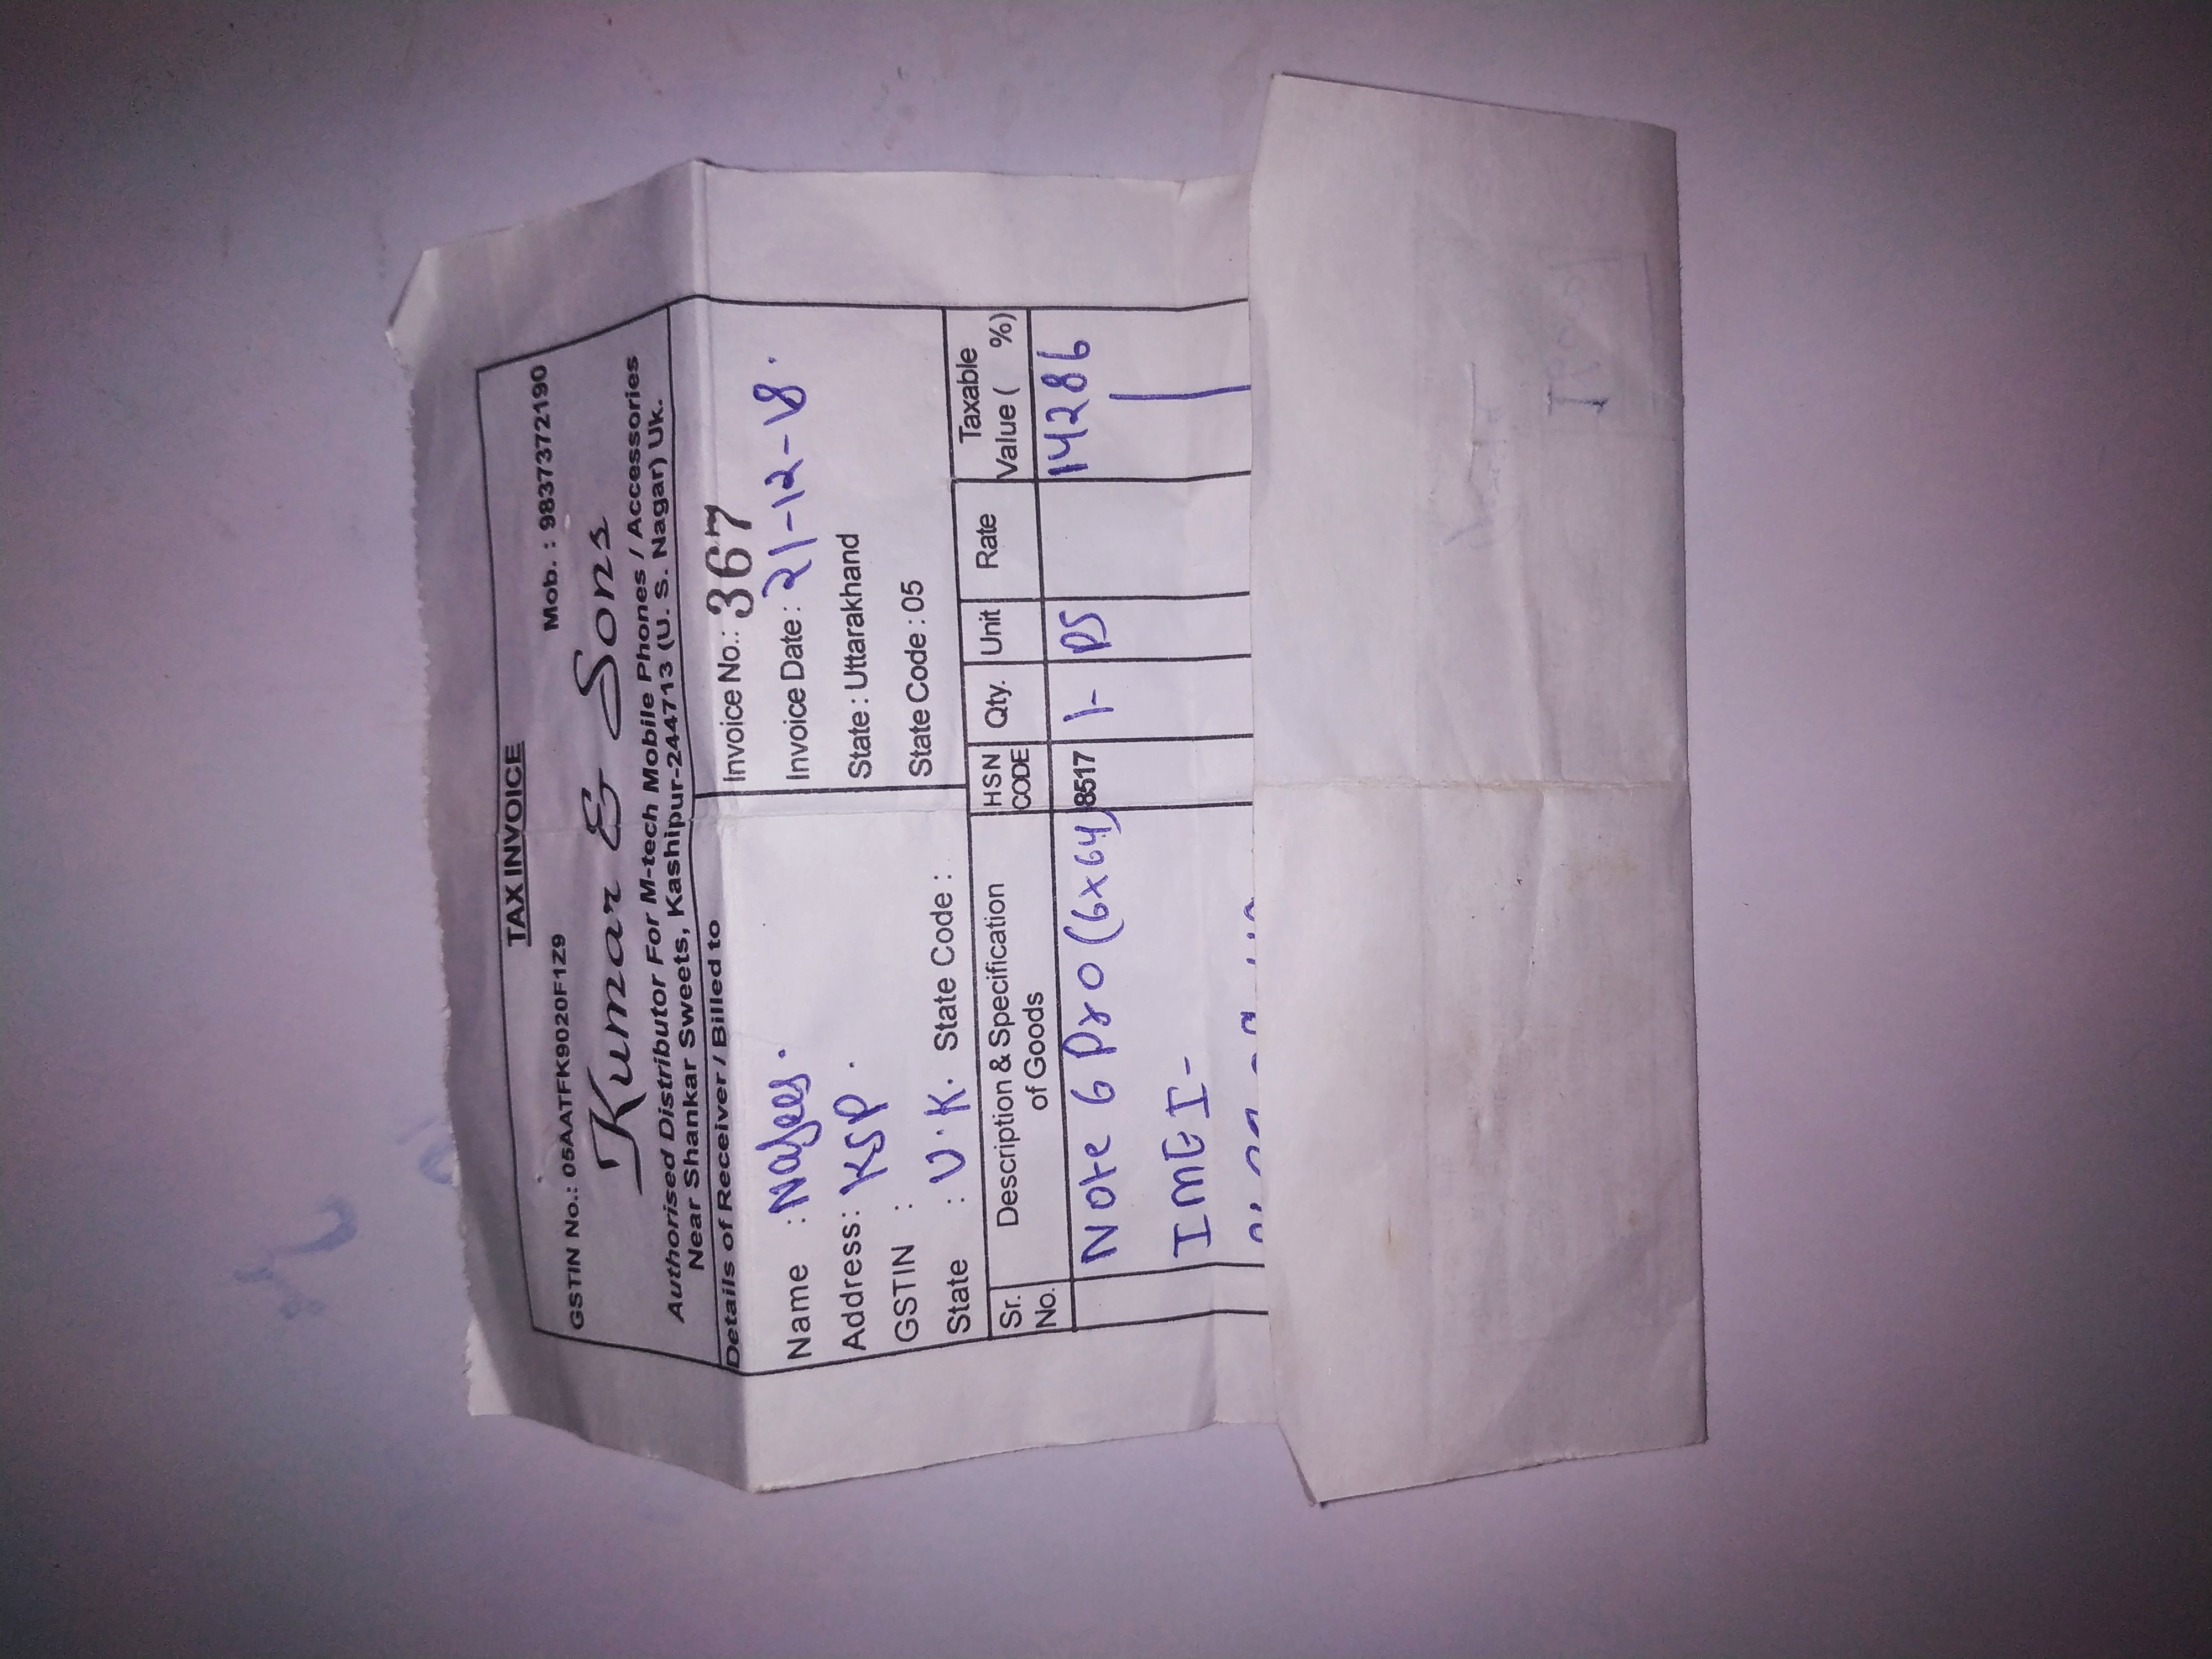 TAX INVOICE
GSTIN No.: 05AATFK9020F1Z9 Mob. : 9837372190
Kumar & Sons
Authorised Distributor For M-tech Mobile Phones / Accessories
Near Shankar Sweets, Kashipur-244713 (U. S. Nagar) Uk.
Details of Receiver / Billed to
Name :
Address: KSP.
GSTIN :
State : U.K. State Code :
Invoice No.: 367
Invoice Date : 21-12-18.
State : Uttarakhand
State Code : 05
Sr. No. Description & Specification of Goods HSN CODE Qty. Unit Rate Taxable Value ( %)
Note 6 Pro (6x64) 8517 1- PS 14286
IMEI-